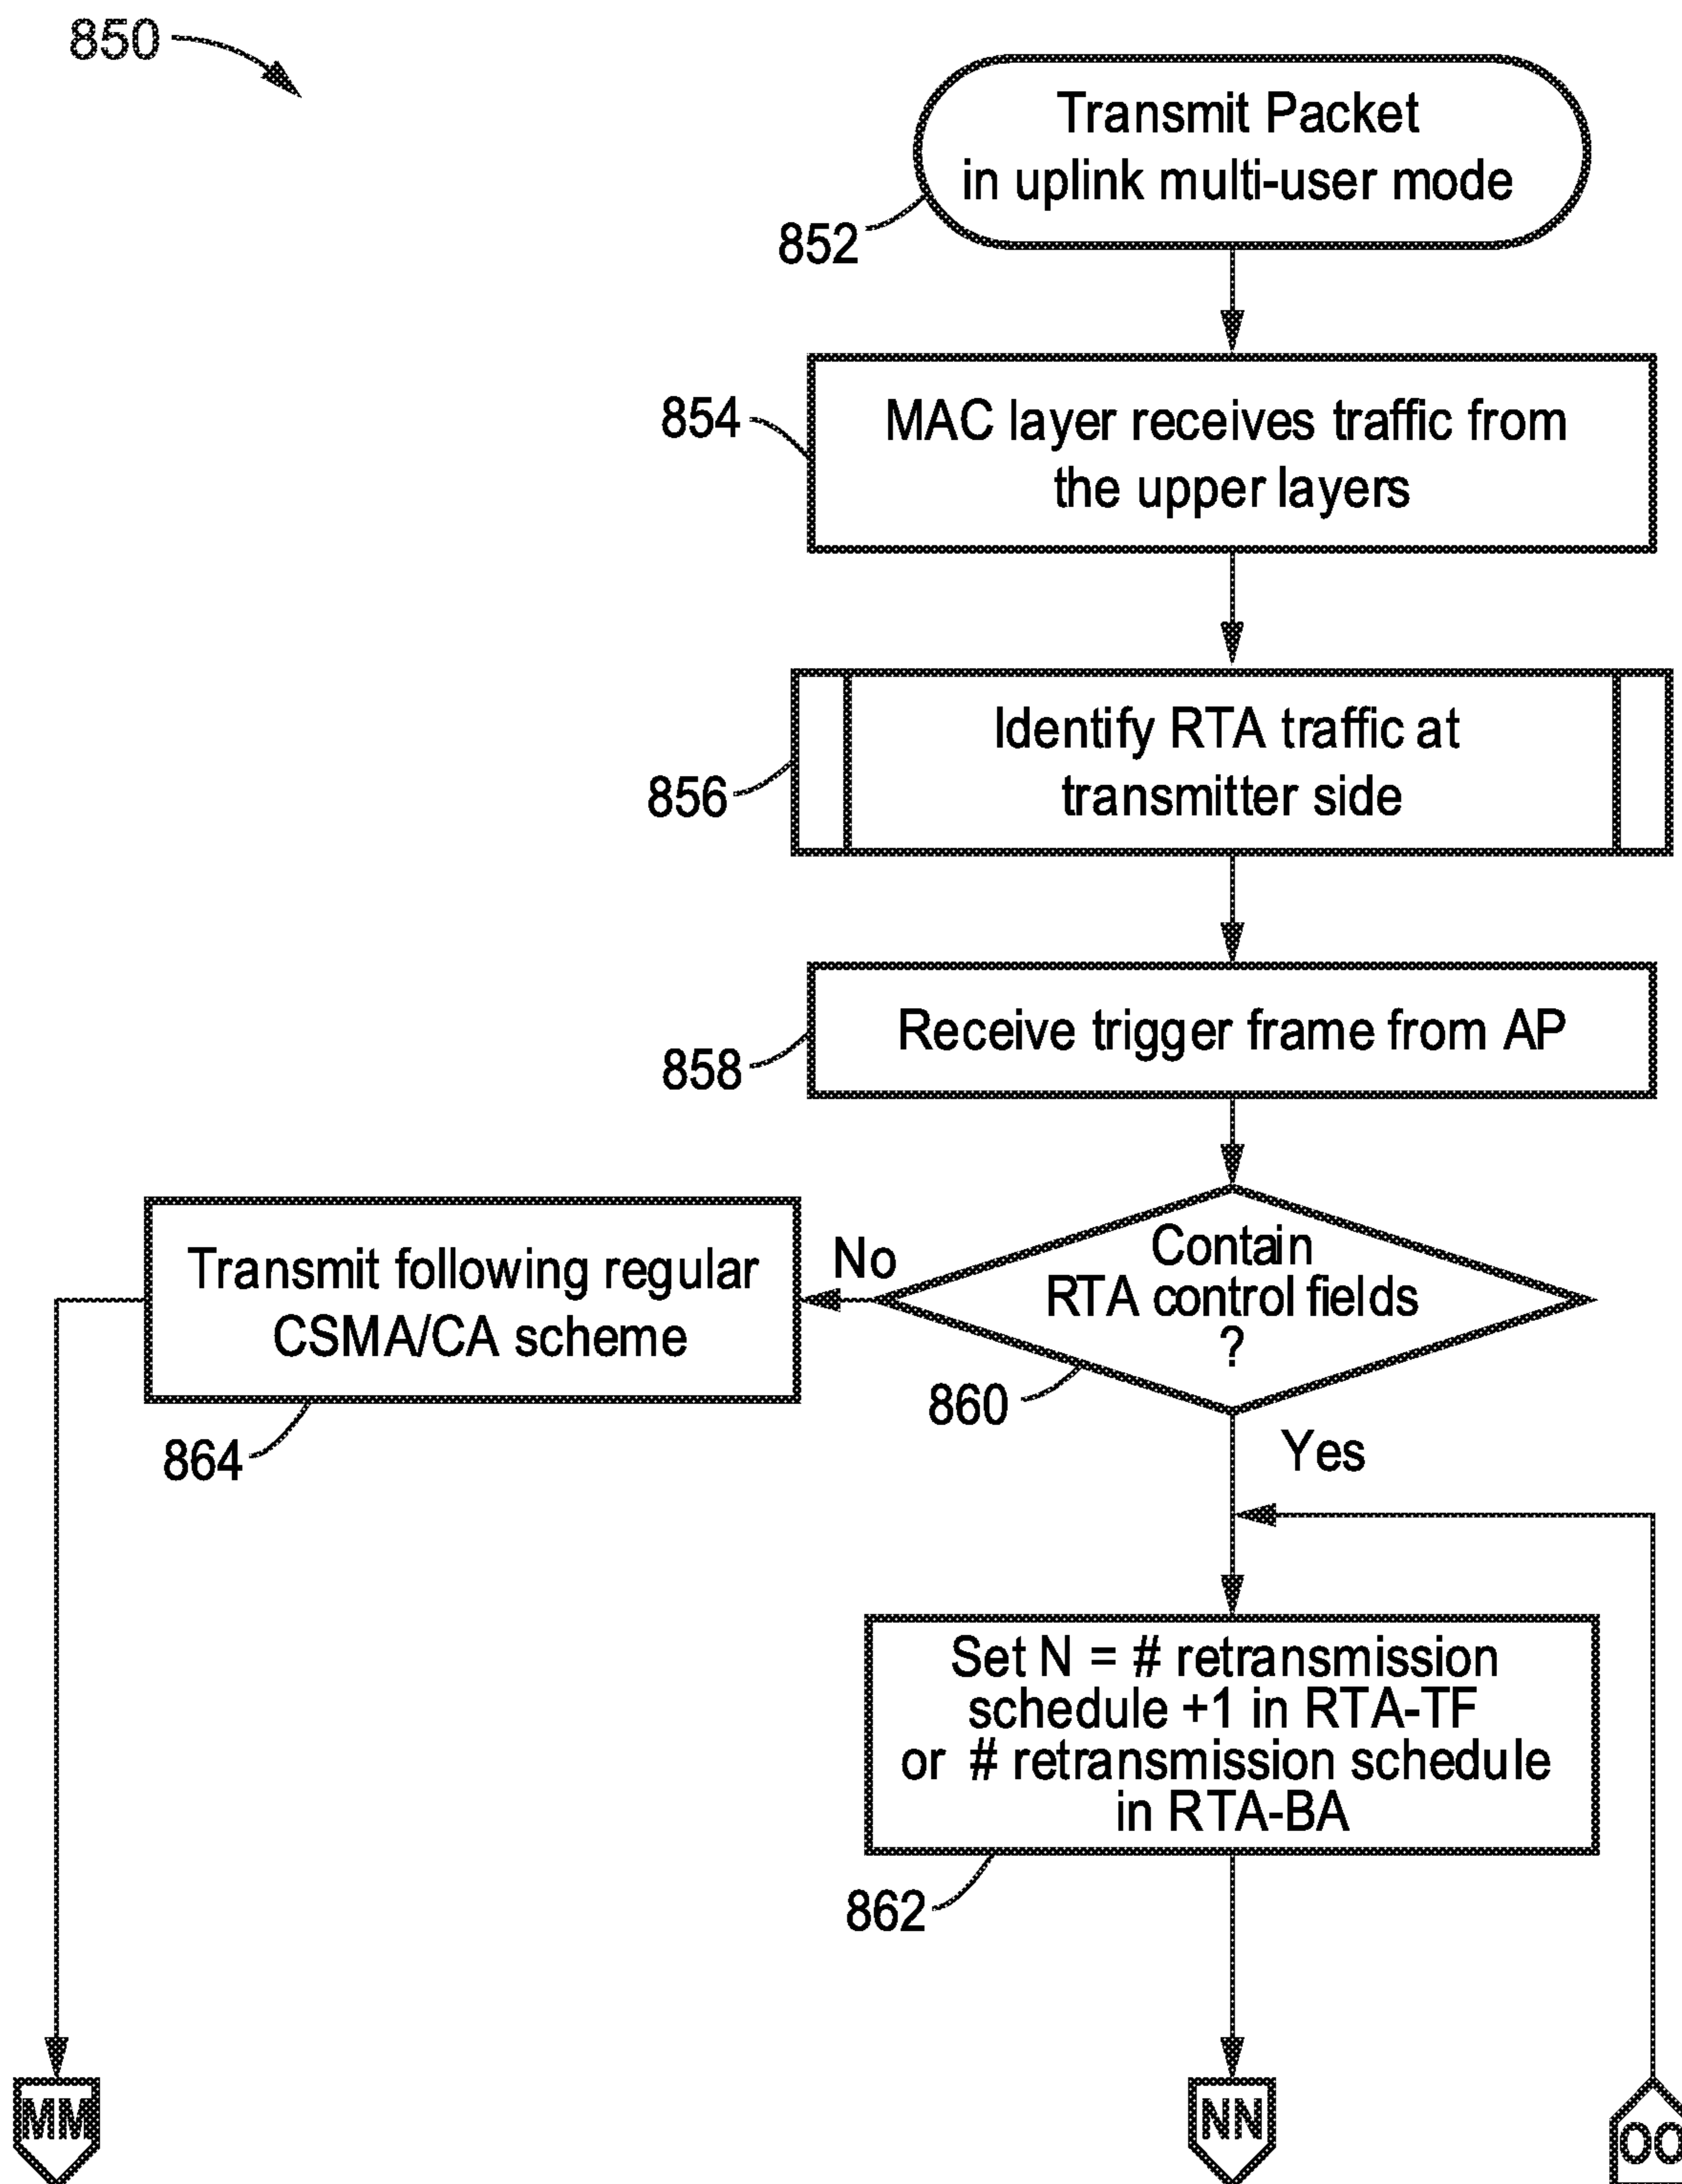 850
Transmit Packet
in uplink multi-user mode
852
MAC layer receives traffic from
the upper layers
854
Identify RTA traffic at
transmitter side
856
Receive trigger frame from AP
858
Contain
RTA control fields
?
860
No
Transmit following regular
CSMA/CA scheme
864
Yes
Set N = # retransmission
schedule +1 in RTA-TF
or # retransmission schedule
in RTA-BA
862
MM
NN
OO